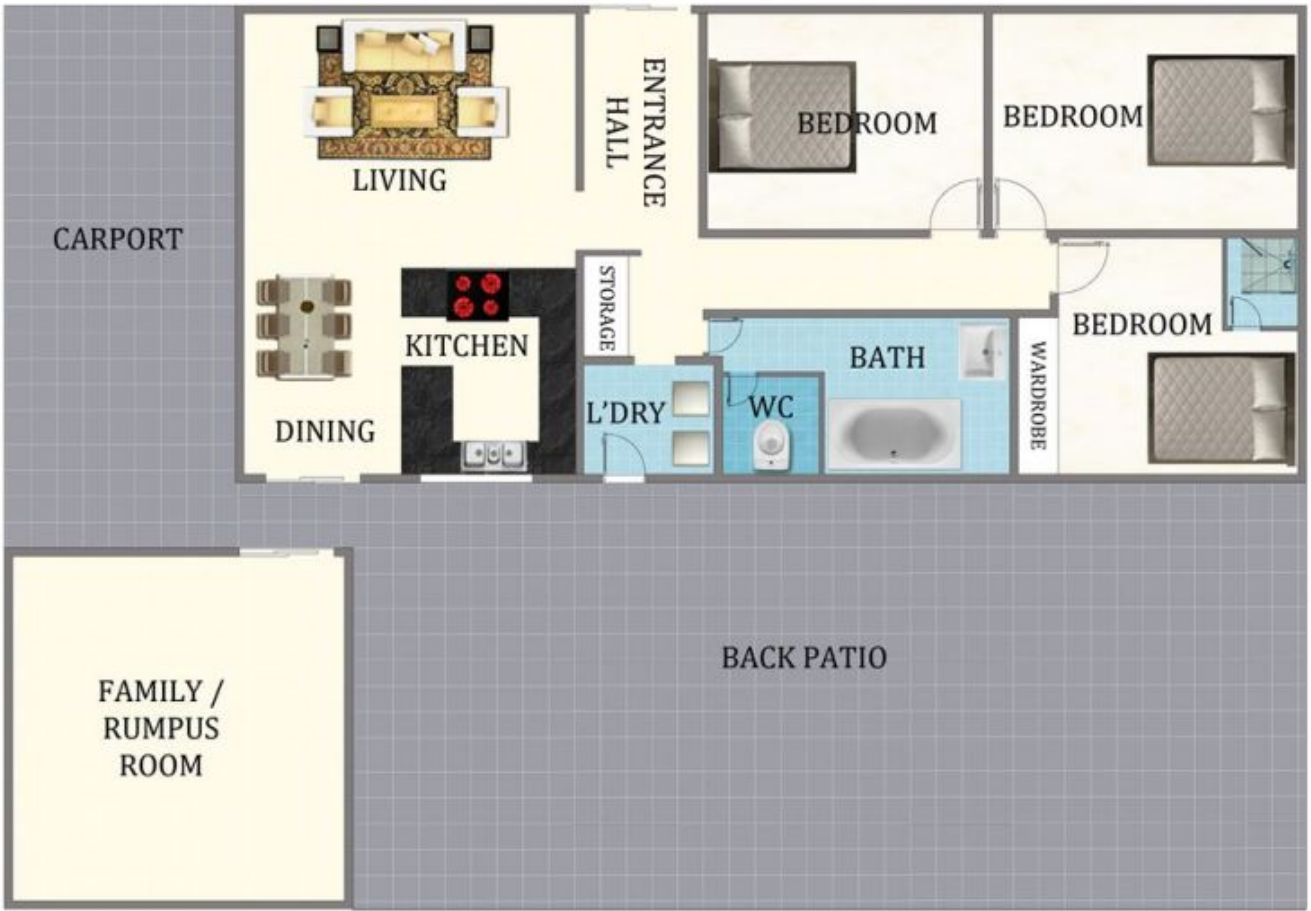 LIVING
ENTRANCE
HALL
BEDROOM
BEDROOM
CARPORT
STORAGE
KITCHEN
DINING
L'DRY
WC
BATH
WARDROBE
BEDROOM
BACK PATIO
FAMILY /
RUMPUS
ROOM